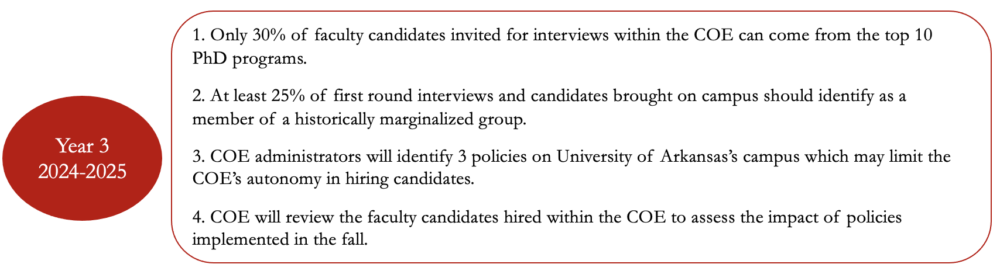 1. Only 30% of faculty candidates invited for interviews within the COE can come from the top 10
PhD programs.
2. At least 25% of first round interviews and candidates brought on campus should identify as a
member of a historically marginalized group.
Year 3
2024-2025
3. COE administrators will identify 3 policies on University of Arkansas’s campus which may limit the
COE’s autonomy in hiring candidates.
4. COE will review the faculty candidates hired within the COE to assess the impact of policies
implemented in the fall.